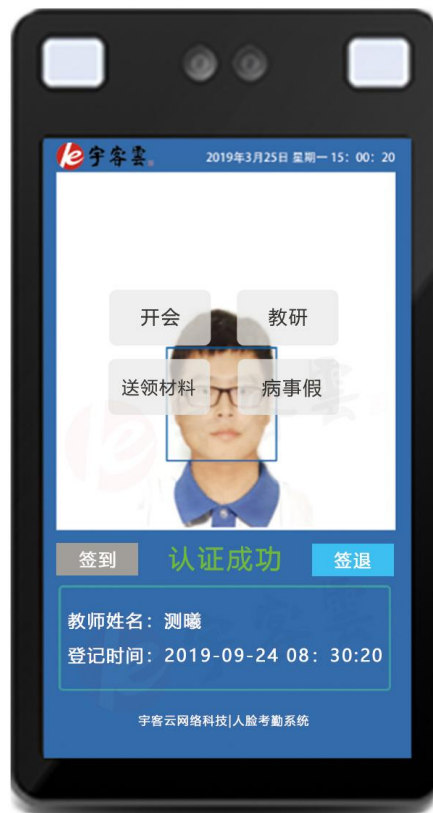 宇客雲
2019年3月25日 星期一 15：00：20
开会 教研
送领材料 病事假
签到 认证成功 签退
教师姓名：测曦
登记时间：2019-09-24 08：30:20
宇客云网络科技|人脸考勤系统